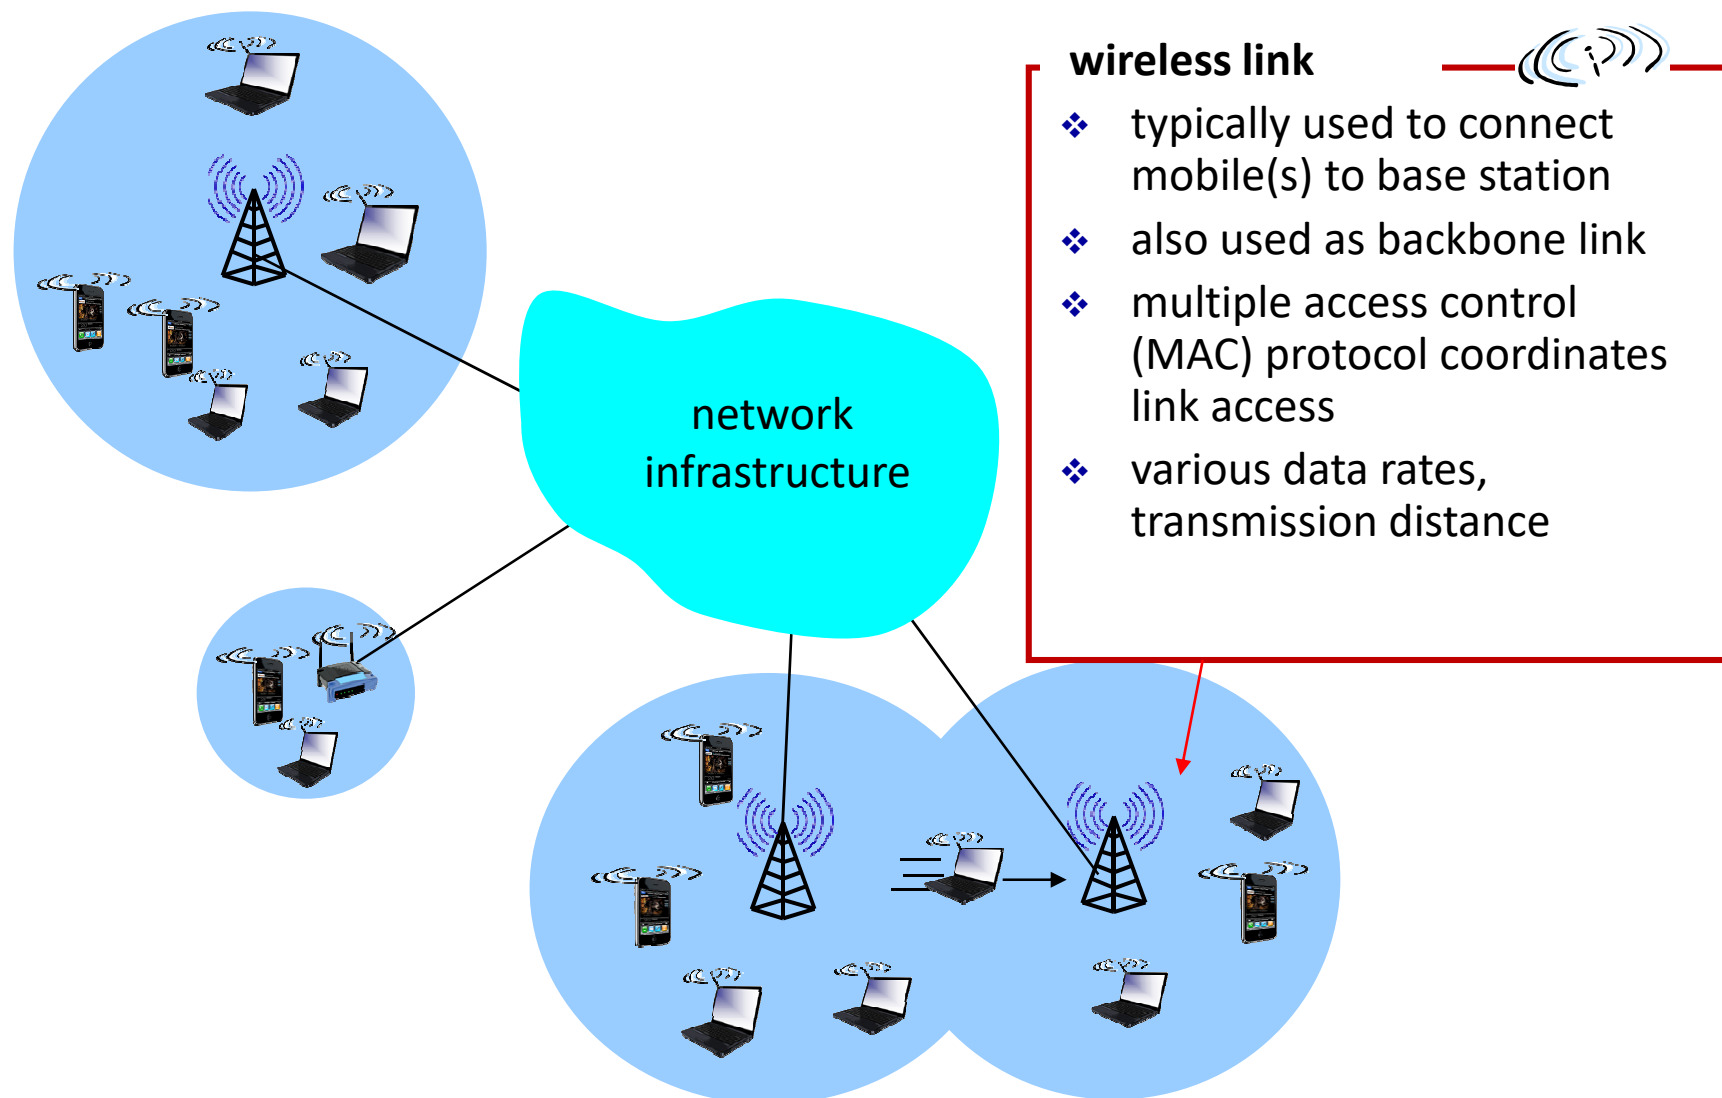 wireless link
❖ typically used to connect
mobile(s) to base station
❖ also used as backbone link
❖ multiple access control
(MAC) protocol coordinates
link access
❖ various data rates,
transmission distance
network
infrastructure